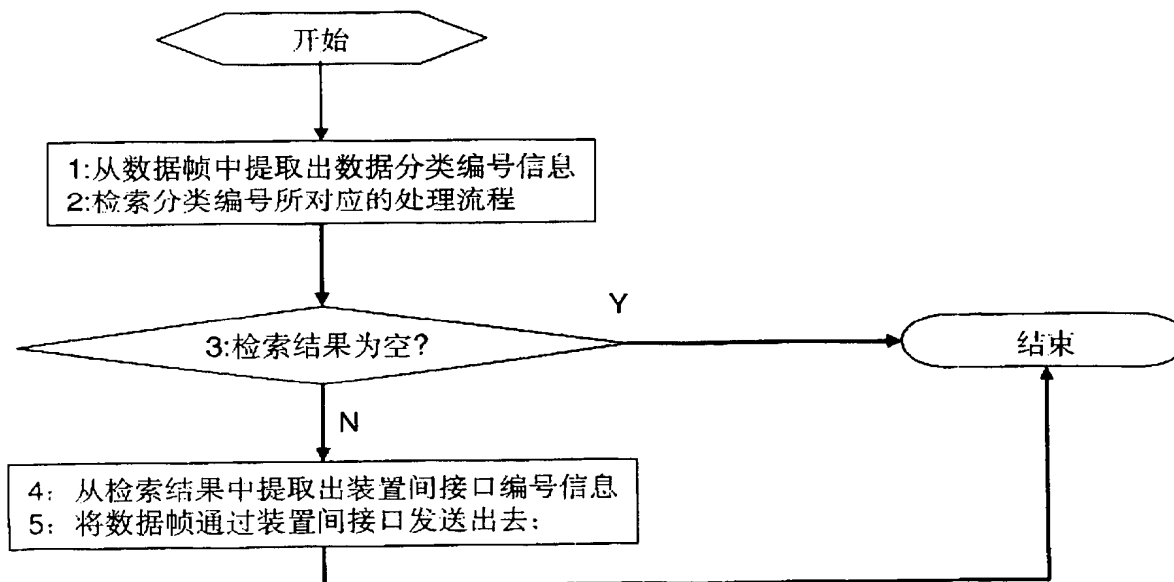 开始
1:从数据帧中提取出数据分类编号信息
2:检索分类编号所对应的处理流程
Y
3:检索结果为空?
结束
N
4：从检索结果中提取出装置间接口编号信息
5：将数据帧通过装置间接口发送出去；